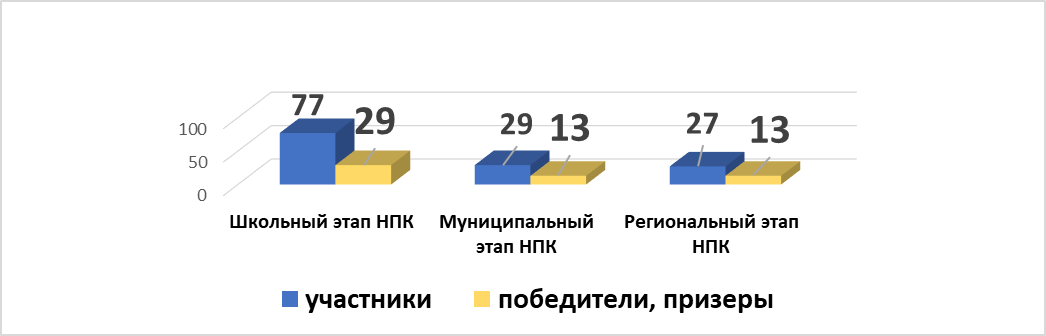 77
29
29
13
27
13
100
50
0
Школьный этап НПК
Муниципальный
этап НПК
Региональный этап
НПК
участники
победители, призеры